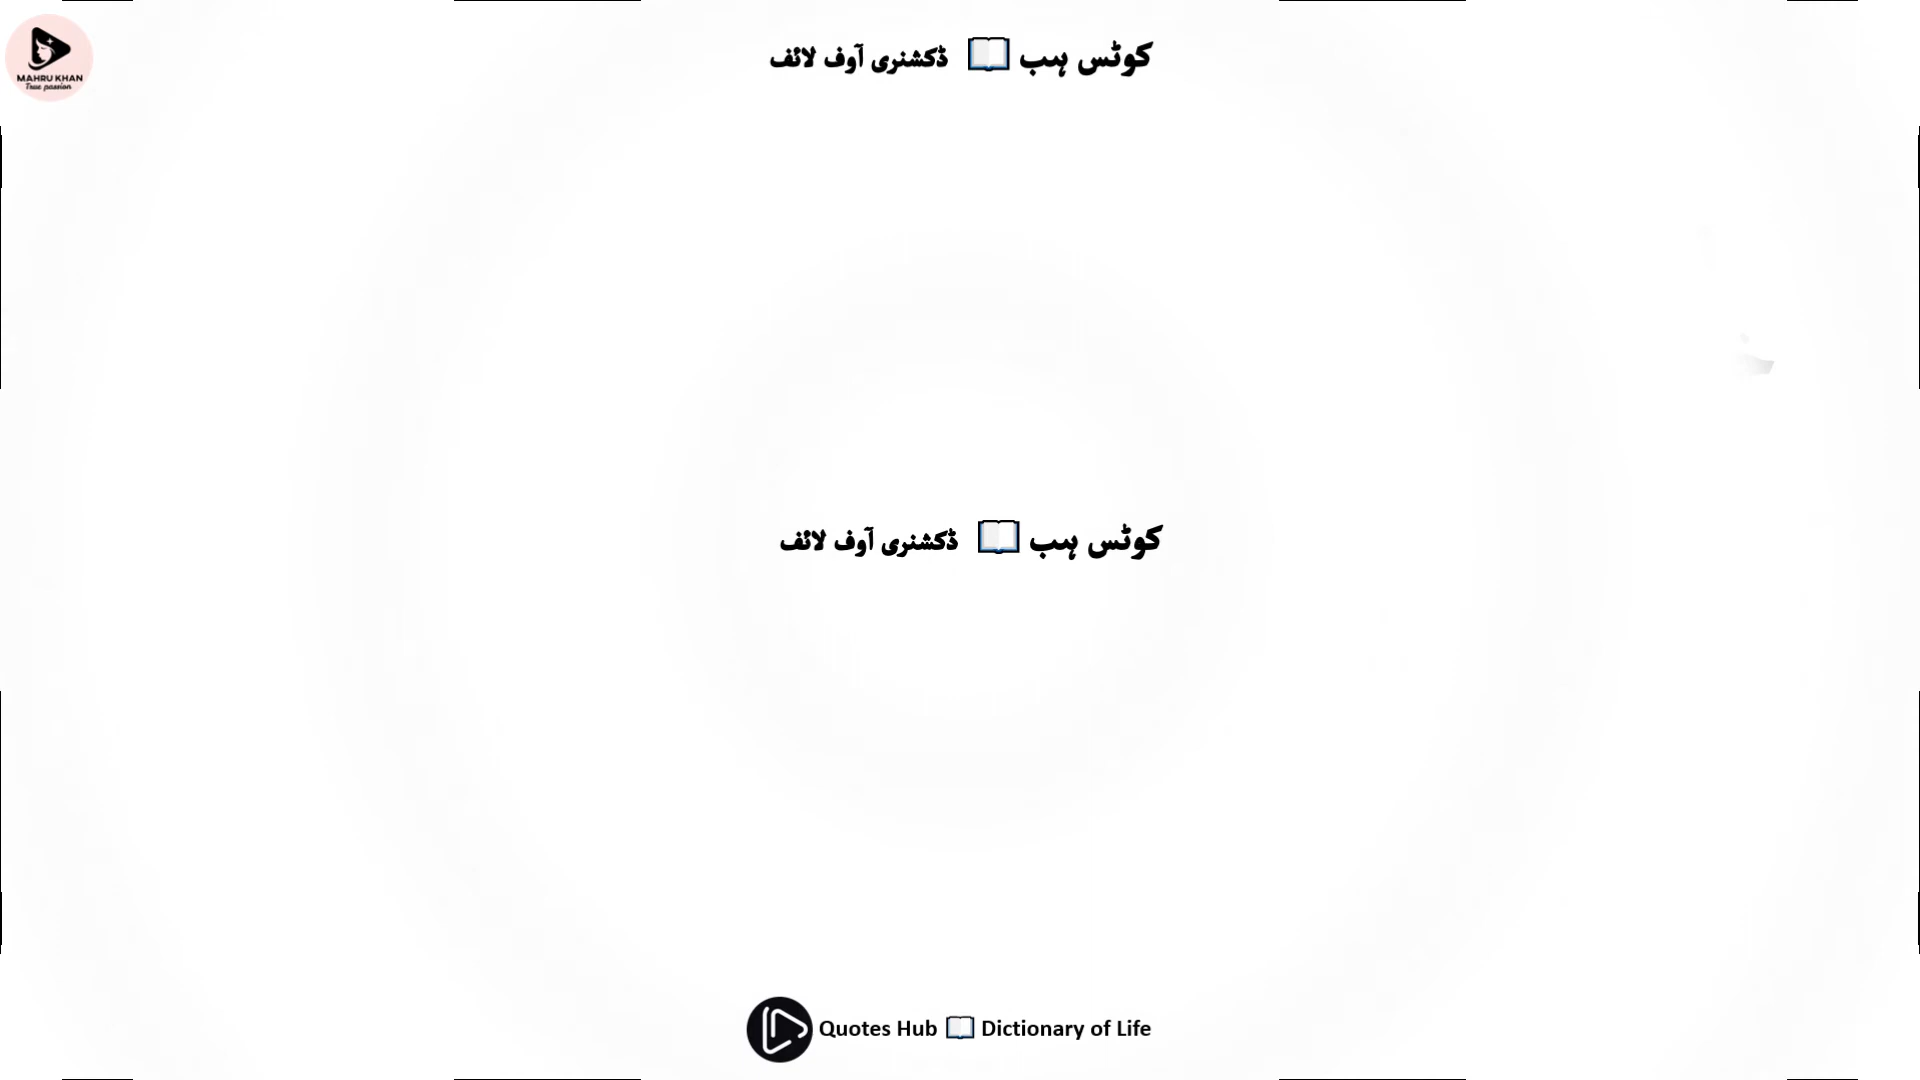 MAHRU KHAN
True passion
کوٹس ہب 📖 ڈکشنری آوف لائف
کوٹس ہب 📖 ڈکشنری آوف لائف
Quotes Hub 📖 Dictionary of Life